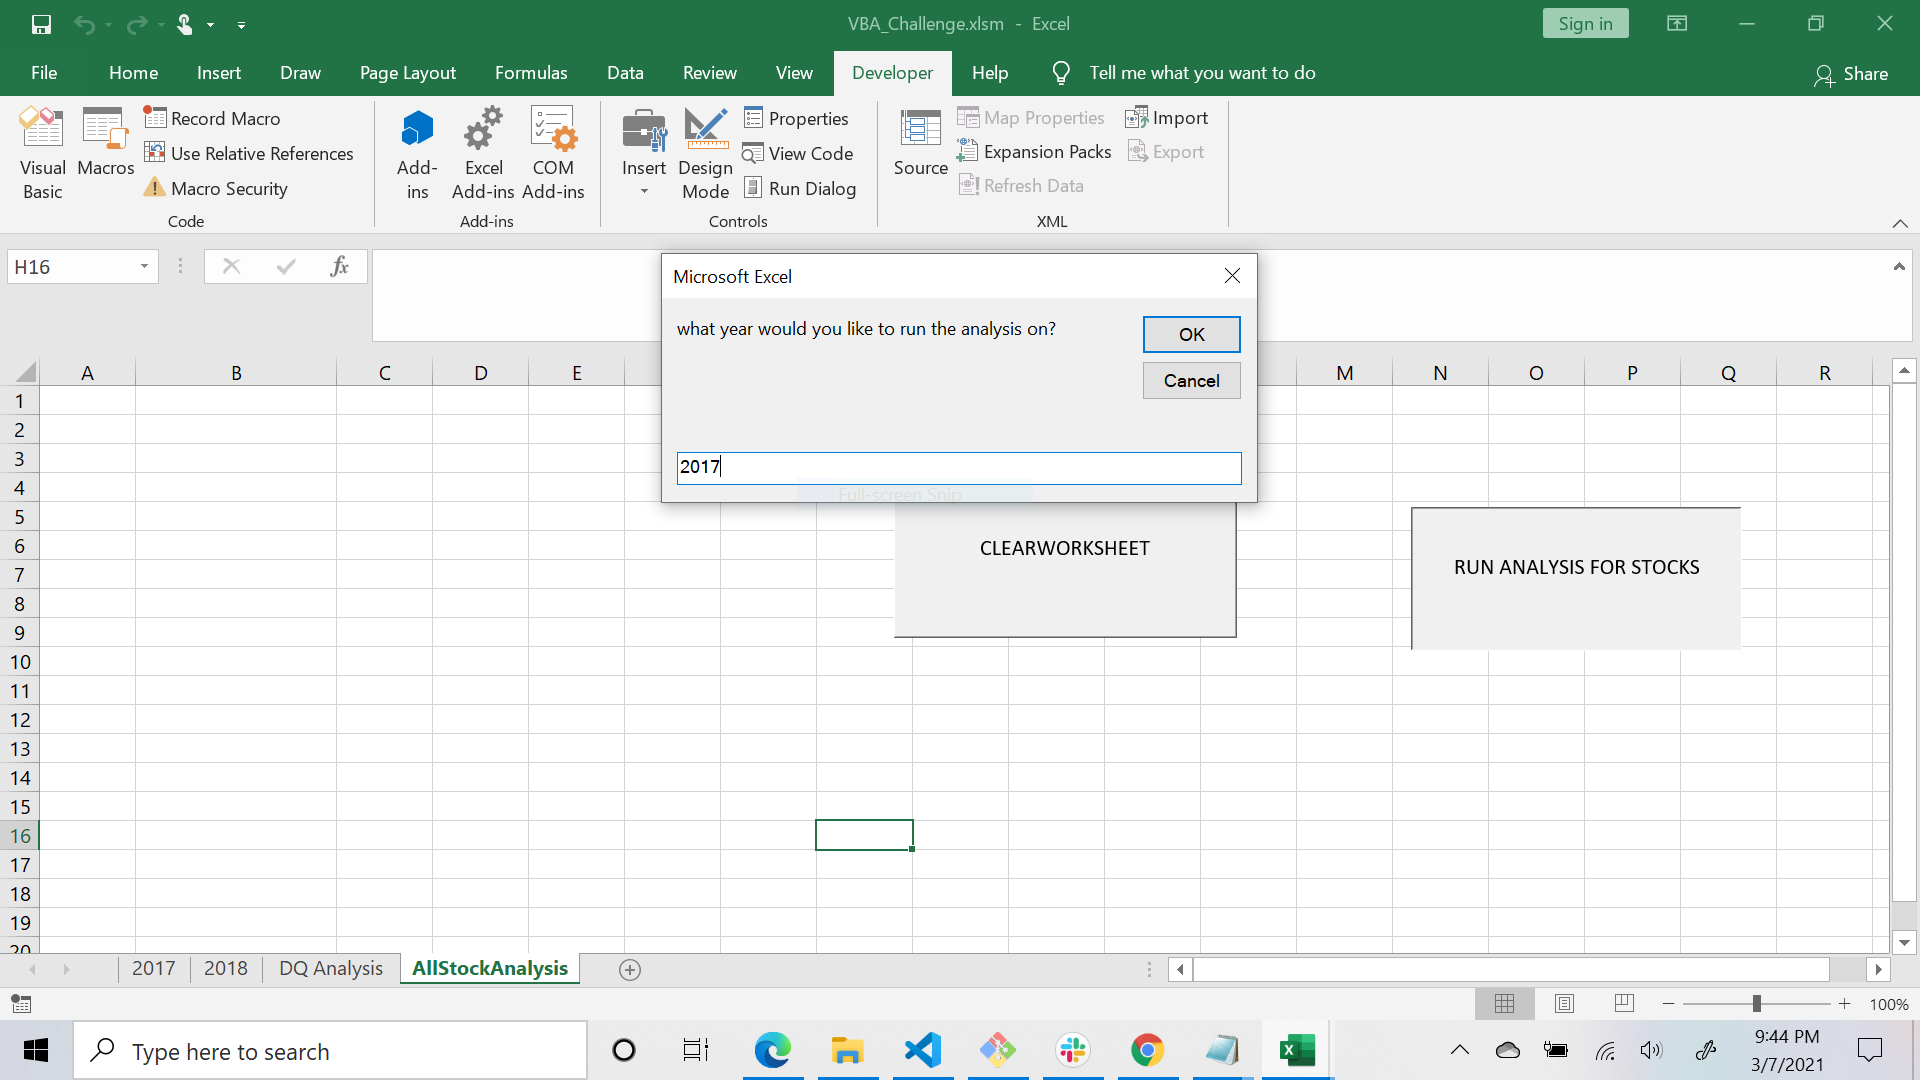 VBA_Challenge.xlsm - Excel
Sign in
File Home Insert Draw Page Layout Formulas Data Review View Developer Help Tell me what you want to do Share
Visual Basic
Macros
Record Macro
Use Relative References
Macro Security
Code
Add-ins
Excel Add-ins
COM Add-ins
Add-ins
Insert
Design Mode
Properties
View Code
Run Dialog
Controls
Source
Map Properties
Expansion Packs
Refresh Data
Import
Export
XML
H16
fx
Microsoft Excel
what year would you like to run the analysis on?
OK
Cancel
2017
Full-screen Snip
A B C D E M N O P Q R
1
2
3
4
5
6
7
8
9
10
11
12
13
14
15
16
17
18
19
20
CLEARWORKSHEET
RUN ANALYSIS FOR STOCKS
2017 2018 DQ Analysis AllStockAnalysis
100%
Type here to search
9:44 PM
3/7/2021